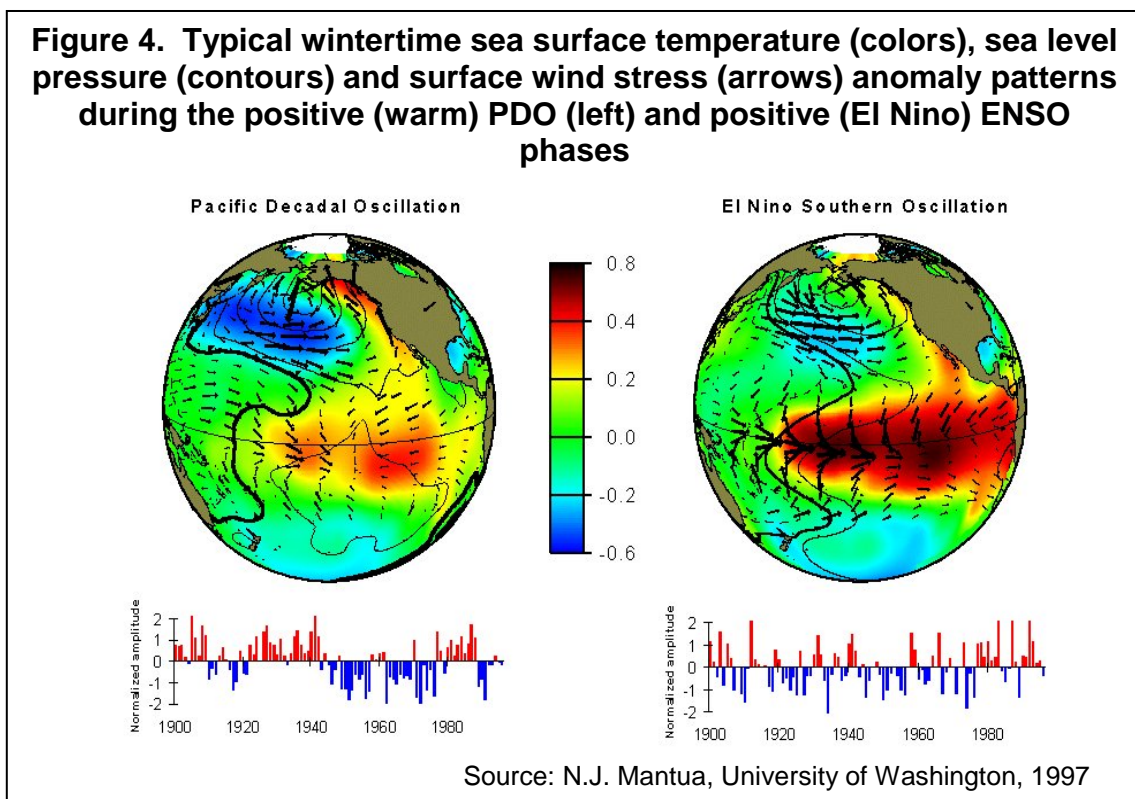 Figure 4. Typical wintertime sea surface temperature (colors), sea level
pressure (contours) and surface wind stress (arrows) anomaly patterns
during the positive (warm) PDO (left) and positive (El Nino) ENSO
phases
Pacific Decadal Oscillation
El Nino Southern Oscillation
0.8
0.4
0.2
0.0
-0.2
-0.6
Normalized amplitude
2
1
0
-1
-2
1900 1920 1940 1960 1980
Normalized amplitude
2
1
0
-1
-2
1900 1920 1940 1960 1980
Source: N.J. Mantua, University of Washington, 1997